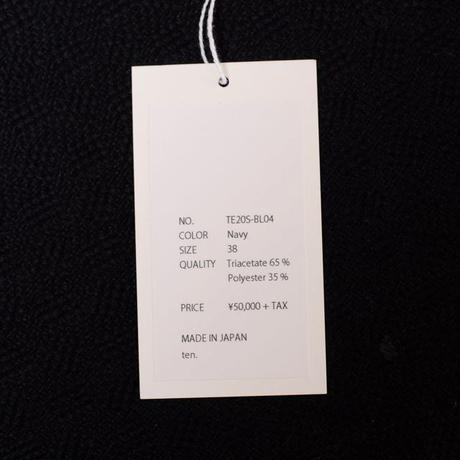 NO. TE20S-BL04
COLOR Navy
SIZE 38
QUALITY Triacetate 65 %
Polyester 35 %
PRICE ¥50,000 + TAX
MADE IN JAPAN
ten.